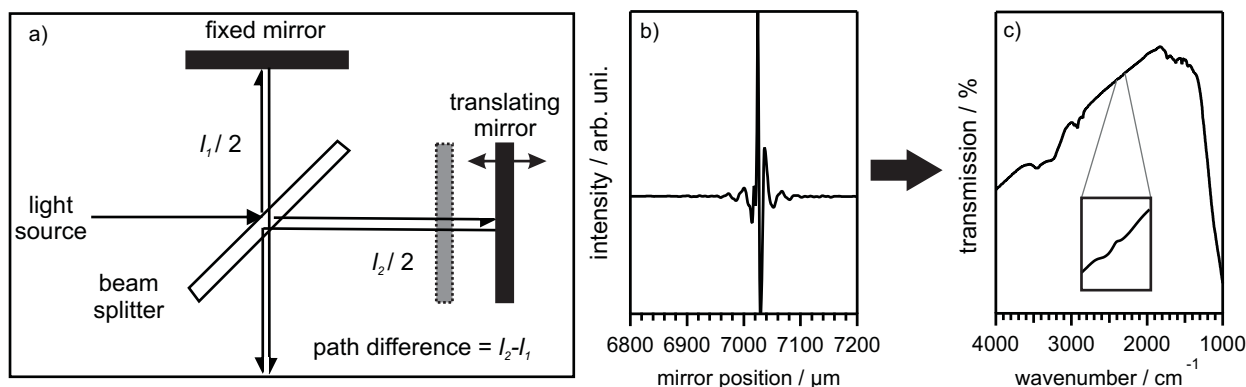 a)
fixed mirror
translating
mirror
l₁/ 2
light
source
l₂/ 2
beam
splitter
path difference = l₂-l₁
b)
intensity / arb. uni.
6800 6900 7000 7100 7200
mirror position / µm
c)
transmission / %
4000 3000 2000 1000
wavenumber / cm⁻¹